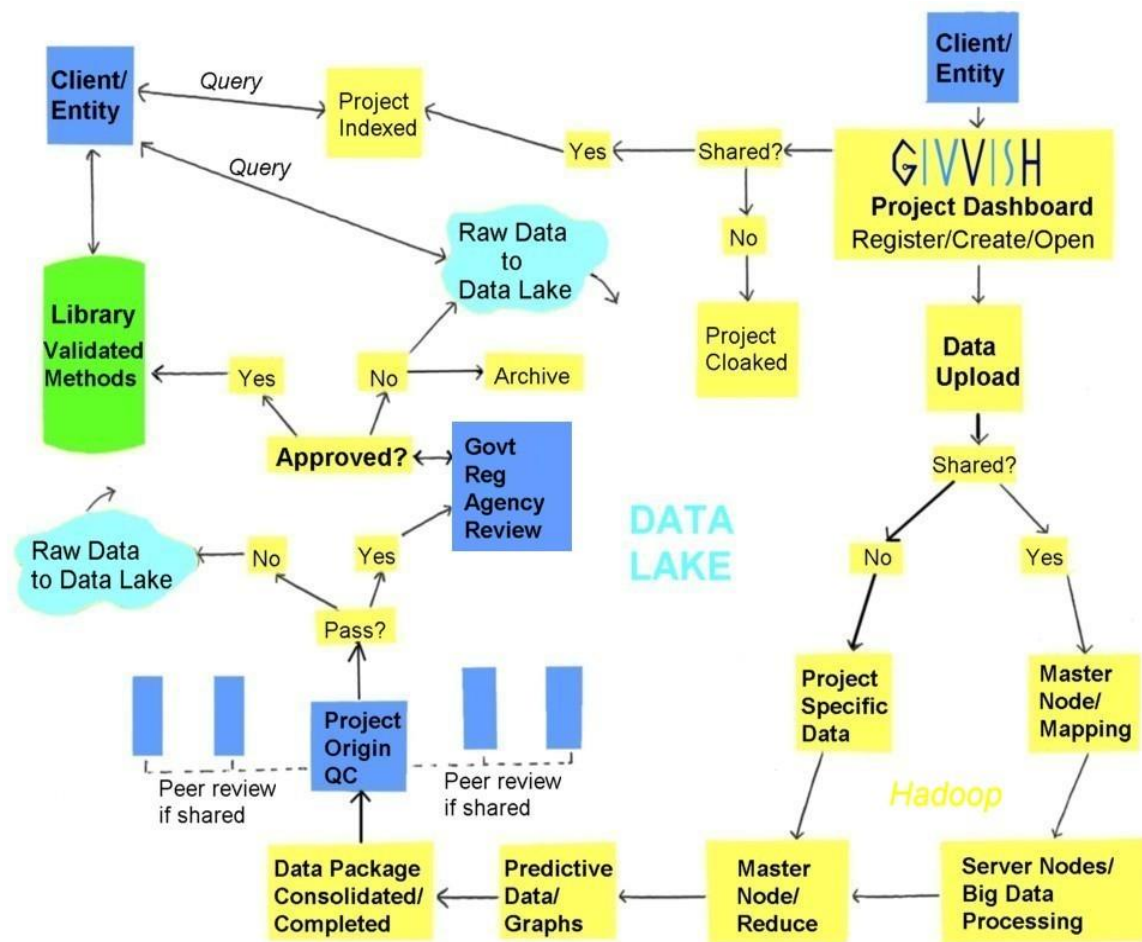 Client/
Entity
Query
Project
Indexed
Yes
Shared?
Client/
Entity
GIVVISH
Project Dashboard
Register/Create/Open
Query
Raw Data
to
Data Lake
No
Project
Cloaked
Data
Upload
Library
Validated
Methods
Yes
No
Archive
Approved?
Govt
Reg
Agency
Review
Shared?
DATA
LAKE
Raw Data
to Data Lake
No
Yes
No
Yes
Pass?
Project
Specific
Data
Master
Node/
Mapping
Project
Origin
QC
Peer review
if shared
Peer review
if shared
Hadoop
Data Package
Consolidated/
Completed
Predictive
Data/
Graphs
Master
Node/
Reduce
Server Nodes/
Big Data
Processing